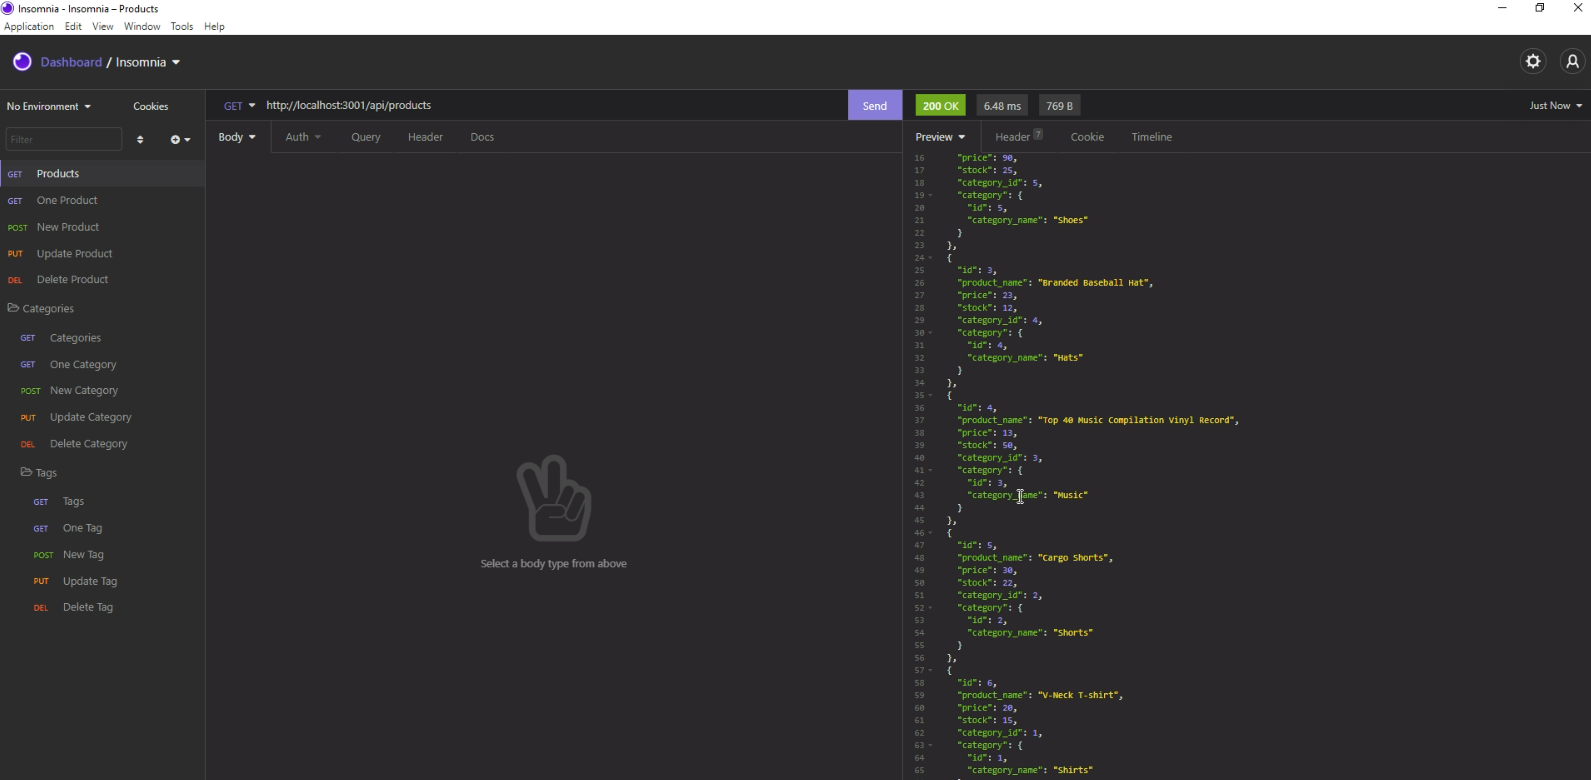 Insomnia - Insomnia – Products
Application Edit View Window Tools Help
Dashboard / Insomnia
No Environment Cookies
GET http://localhost:3001/api/products Send
200 OK 6.48 ms 769 B Just Now
Filter
Body Auth Query Header Docs
Preview Header 7 Cookie Timeline
GET Products
GET One Product
POST New Product
PUT Update Product
DEL Delete Product
Categories
GET Categories
GET One Category
POST New Category
PUT Update Category
DEL Delete Category
Tags
GET Tags
GET One Tag
POST New Tag
PUT Update Tag
DEL Delete Tag
Select a body type from above
16 "price": 90,
17 "stock": 25,
18 "category_id": 5,
19 "category": {
20 "id": 5,
21 "category_name": "Shoes"
22 }
23 },
24 {
25 "id": 3,
26 "product_name": "Branded Baseball Hat",
27 "price": 23,
28 "stock": 12,
29 "category_id": 4,
30 "category": {
31 "id": 4,
32 "category_name": "Hats"
33 }
34 },
35 {
36 "id": 4,
37 "product_name": "Top 40 Music Compilation Vinyl Record",
38 "price": 13,
39 "stock": 50,
40 "category_id": 3,
41 "category": {
42 "id": 3,
43 "category_name": "Music"
44 }
45 },
46 {
47 "id": 5,
48 "product_name": "Cargo Shorts",
49 "price": 30,
50 "stock": 22,
51 "category_id": 2,
52 "category": {
53 "id": 2,
54 "category_name": "Shorts"
55 }
56 },
57 {
58 "id": 6,
59 "product_name": "V-Neck T-shirt",
60 "price": 20,
61 "stock": 15,
62 "category_id": 1,
63 "category": {
64 "id": 1,
65 "category_name": "Shirts"